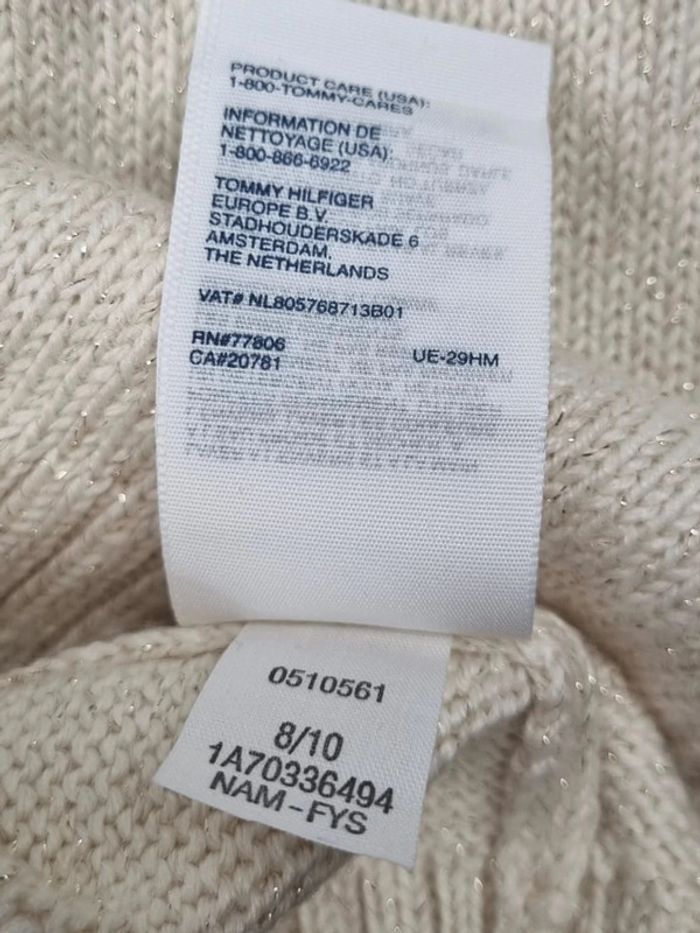 PRODUCT CARE (USA):
1-800-TOMMY-CARES
INFORMATION DE
NETTOYAGE (USA):
1-800-866-6922
TOMMY HILFIGER
EUROPE B.V.
STADHOUDERSKADE 6
AMSTERDAM,
THE NETHERLANDS
VAT# NL805768713B01
RN#77806
CA#20781
UE-29HM
0510561
8/10
1A70336494
NAM-FYS